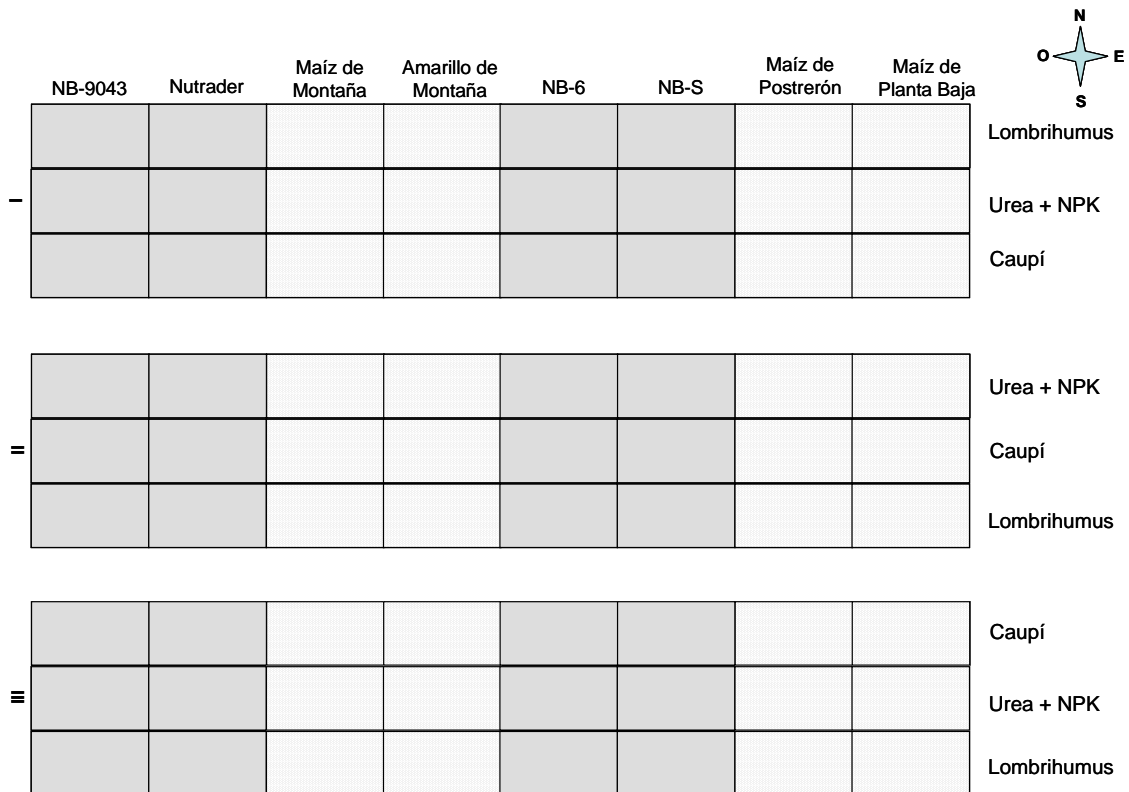 N
O E
S
NB-9043 Nutrader Maíz de Montaña Amarillo de Montaña NB-6 NB-S Maíz de Postrerón Maíz de Planta Baja
I
Lombrihumus
Urea + NPK
Caupí
II
Urea + NPK
Caupí
Lombrihumus
III
Caupí
Urea + NPK
Lombrihumus